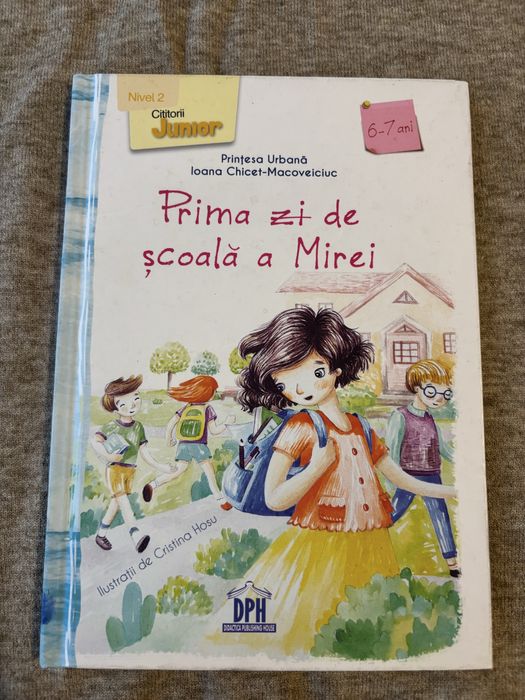 Nivel 2
Cititorii
Junior
6-7 ani
Prințesa Urbană
Ioana Chicet-Macoveiciuc
Prima zi de
școală a Mirei
Ilustrații de Cristina Hosu
DPH
DIDACTICA PUBLISHING HOUSE